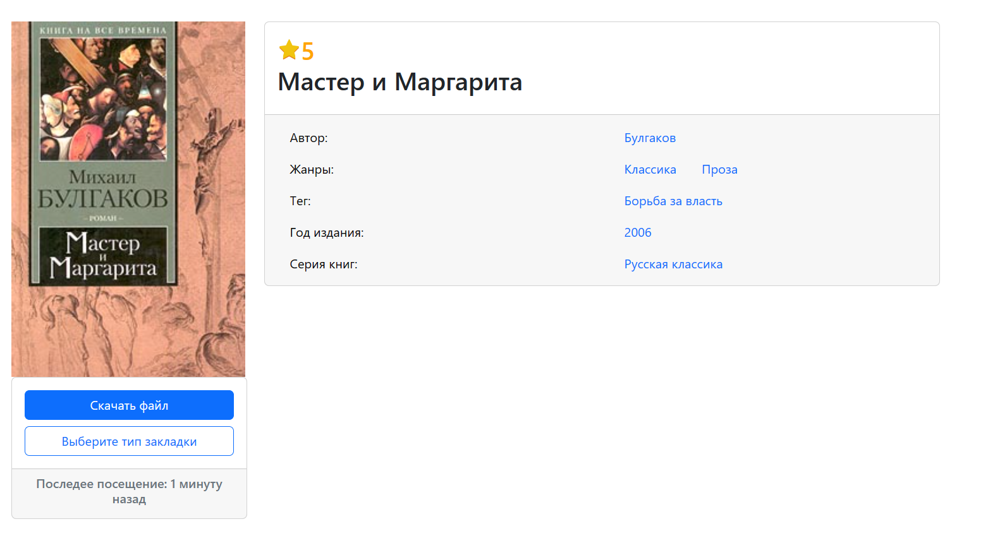 КНИГА НА ВСЕ ВРЕМЕНА
Михаил
БУЛГАКОВ
– РОМАН –
Мастер
и
Маргарита
Скачать файл
Выберите тип закладки
Последее посещение: 1 минуту
назад
5
Мастер и Маргарита
Автор: Булгаков
Жанры: Классика Проза
Тег: Борьба за власть
Год издания: 2006
Серия книг: Русская классика